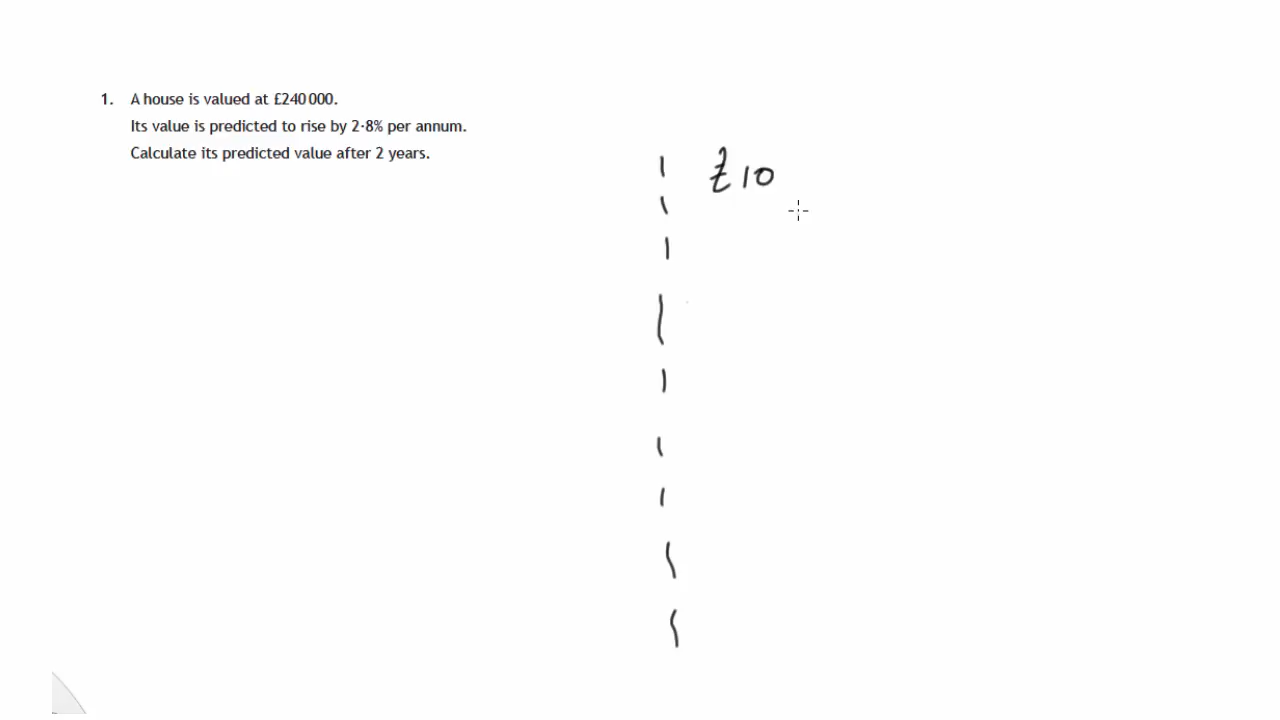 1. A house is valued at £240 000.
Its value is predicted to rise by 2·8% per annum.
Calculate its predicted value after 2 years.
£10